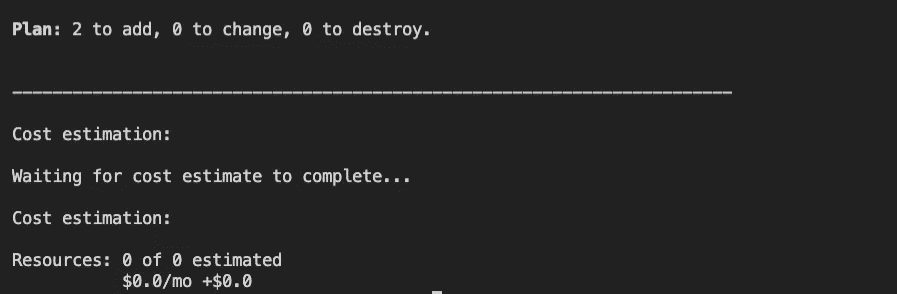 Plan: 2 to add, 0 to change, 0 to destroy.
------------------------------------------------------------------------
Cost estimation:
Waiting for cost estimate to complete...
Cost estimation:
Resources: 0 of 0 estimated
$0.0/mo +$0.0